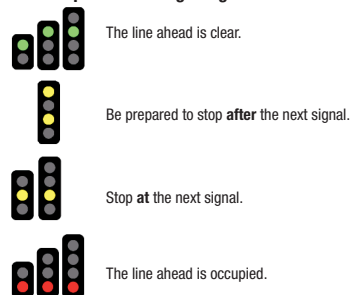 The line ahead is clear.
Be prepared to stop after the next signal.
Stop at the next signal.
The line ahead is occupied.